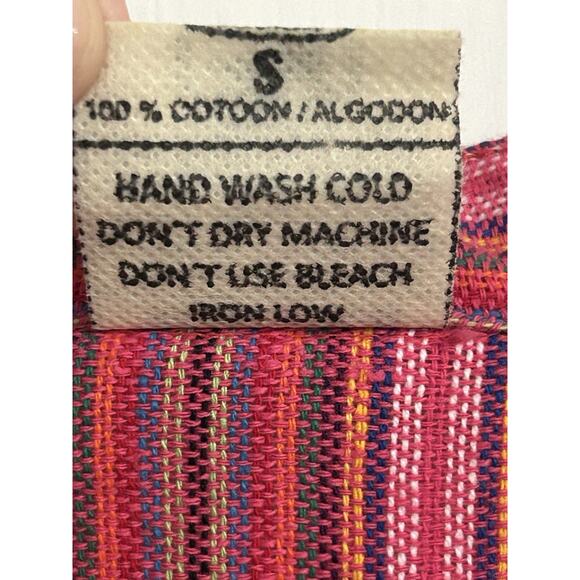 S
100 % COTOON / ALGODON
HAND WASH COLD
DON'T DRY MACHINE
DON'T USE BLEACH
IRON LOW